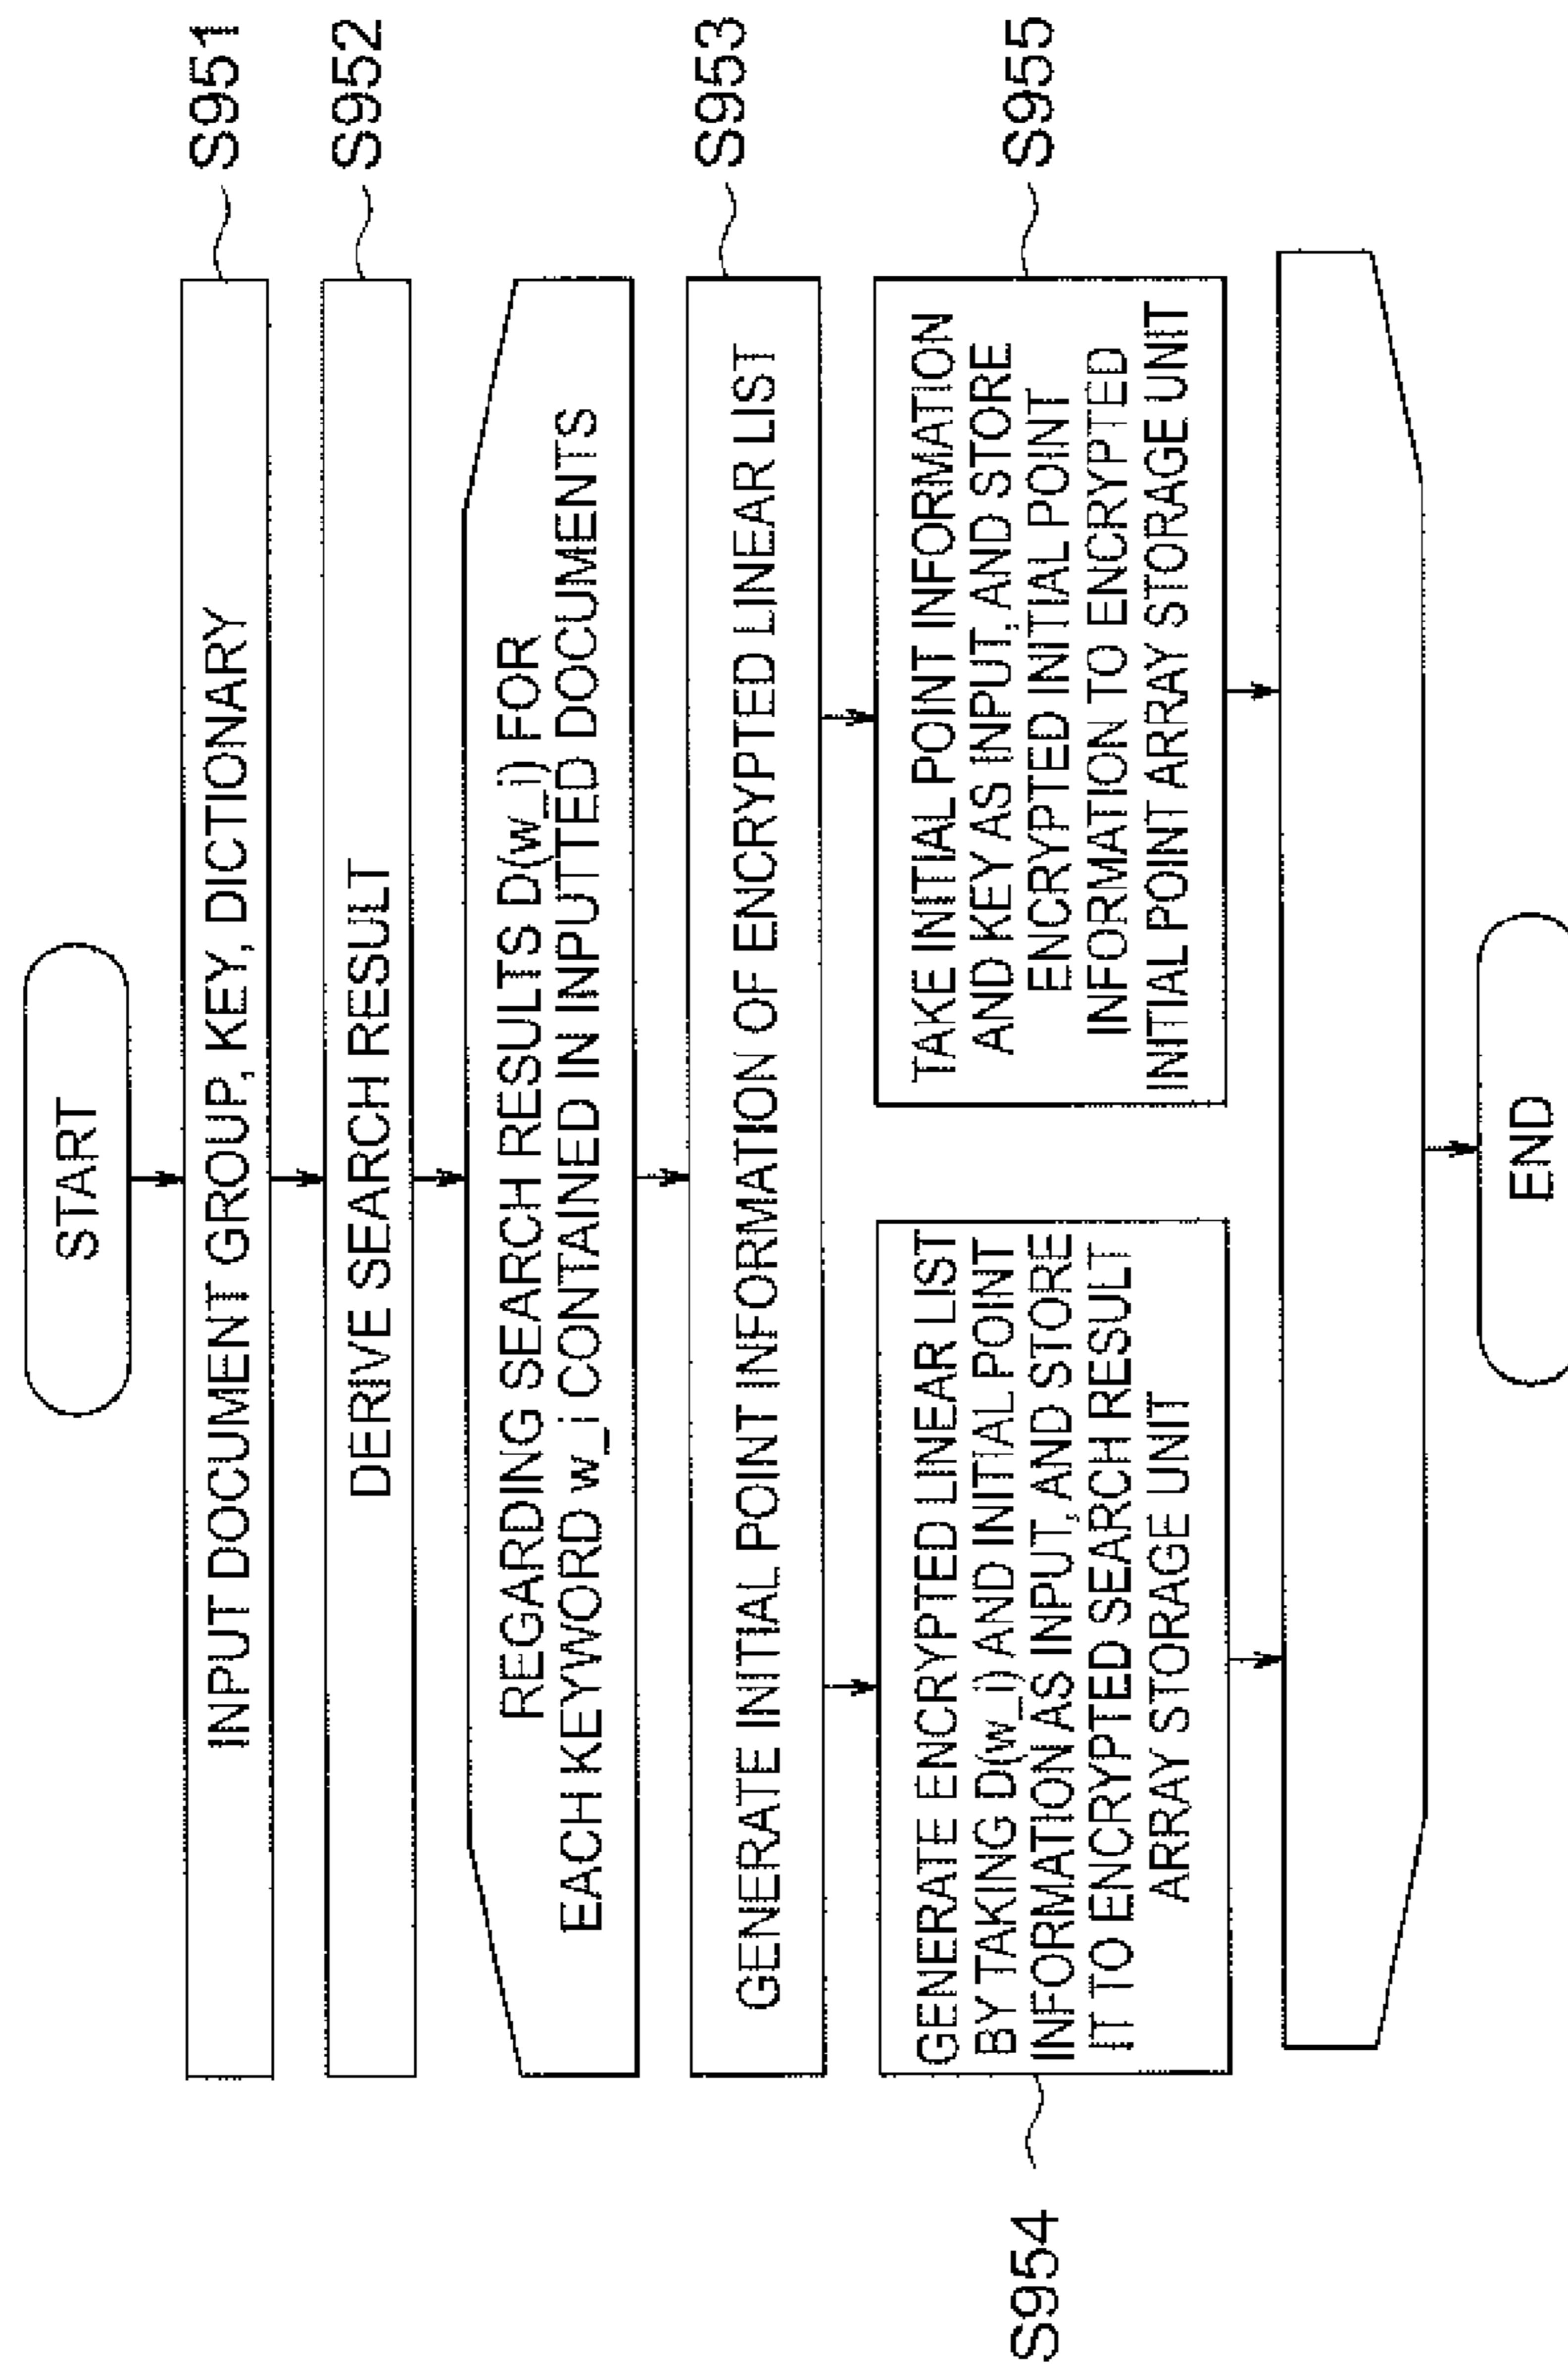 START
INPUT DOCUMENT GROUP, KEY, DICTIONARY
S951
DERIVE SEARCH RESULT
S952
REGARDING SEARCH RESULTS D(w_i) FOR
EACH KEYWORD w_i CONTAINED IN INPUTTED DOCUMENTS
GENERATE INITIAL POINT INFORMATION OF ENCRYPTED LINEAR LIST
S953
S954
GENERATE ENCRYPTED LINEAR LIST
BY TAKING D(w_i) AND INITIAL POINT
INFORMATION AS INPUT, AND STORE
IT TO ENCRYPTED SEARCH RESULT
ARRAY STORAGE UNIT
TAKE INITIAL POINT INFORMATION
AND KEY AS INPUT, AND STORE
ENCRYPTED INITIAL POINT
INFORMATION TO ENCRYPTED
INITIAL POINT ARRAY STORAGE UNIT
S955
END